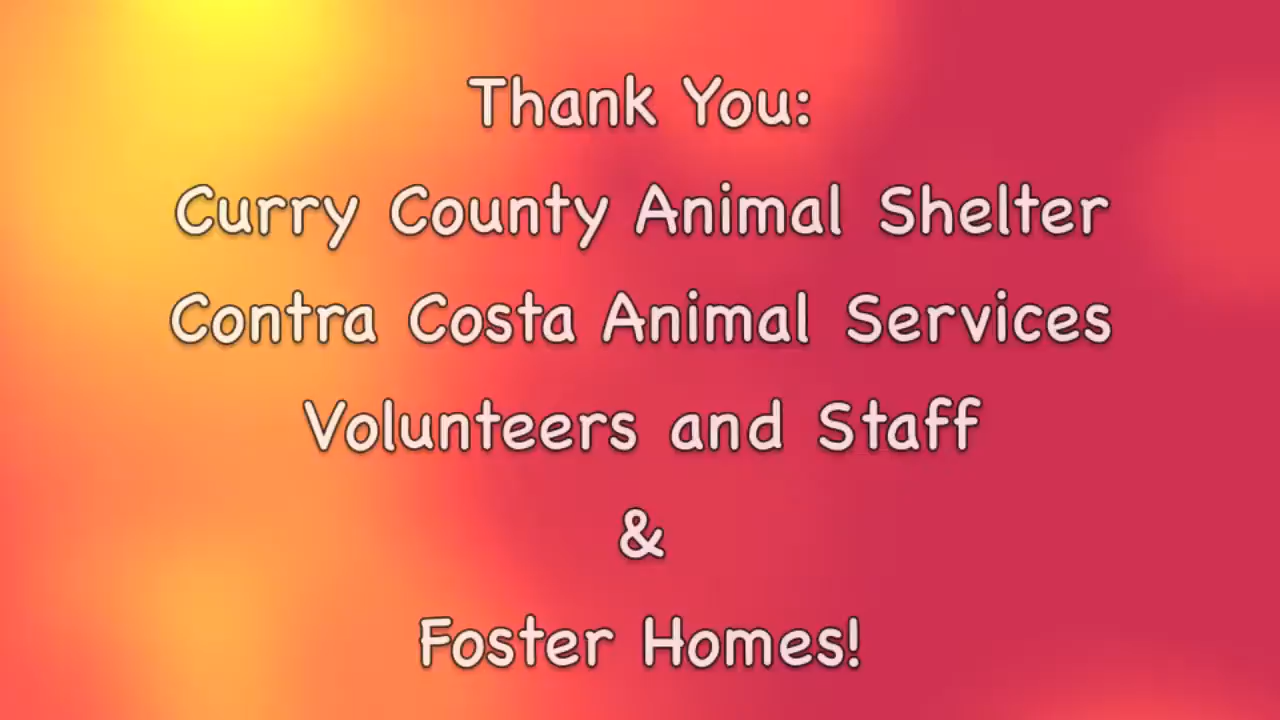 Thank You:
Curry County Animal Shelter
Contra Costa Animal Services
Volunteers and Staff
&
Foster Homes!